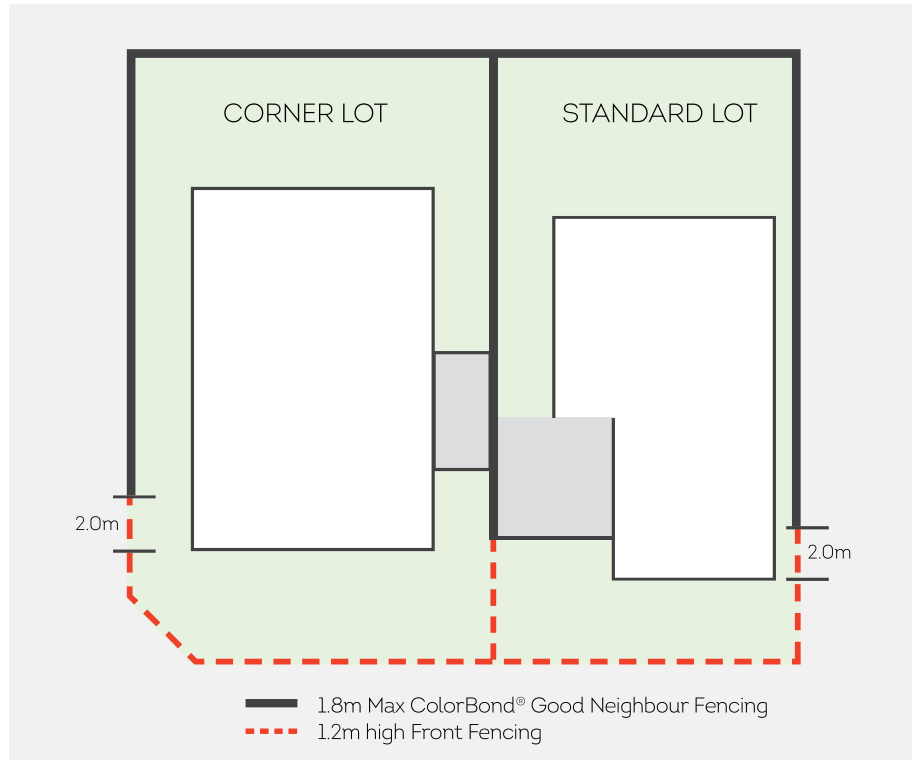 CORNER LOT
STANDARD LOT
2.0m
2.0m
1.8m Max ColorBond® Good Neighbour Fencing
1.2m high Front Fencing